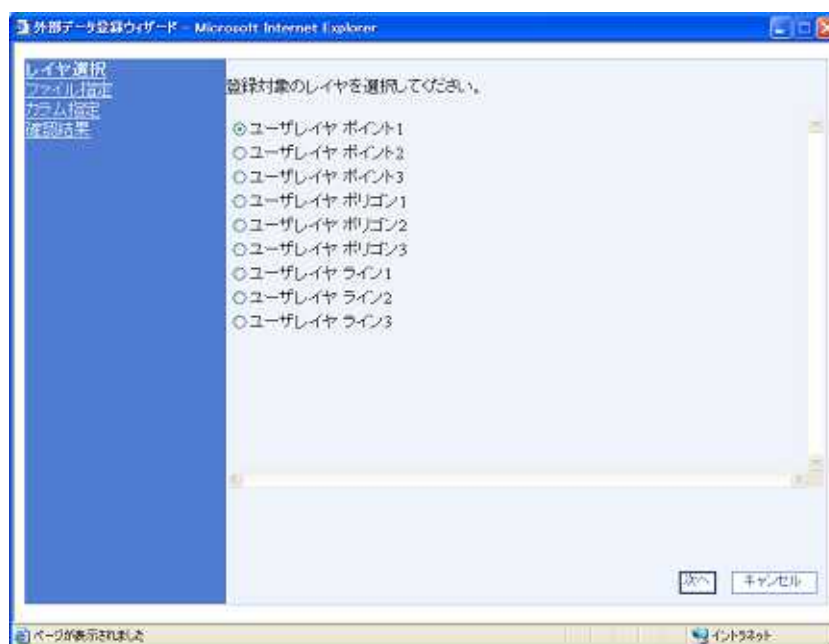 外部データ登録ウィザード - Microsoft Internet Explorer
レイヤ選択
ファイル指定
カラム指定
確認結果
登録対象のレイヤを選択してください。
ユーザレイヤ ポイント1
ユーザレイヤ ポイント2
ユーザレイヤ ポイント3
ユーザレイヤ ポリゴン1
ユーザレイヤ ポリゴン2
ユーザレイヤ ポリゴン3
ユーザレイヤ ライン1
ユーザレイヤ ライン2
ユーザレイヤ ライン3
次へ
キャンセル
ページが表示されました
イントラネット